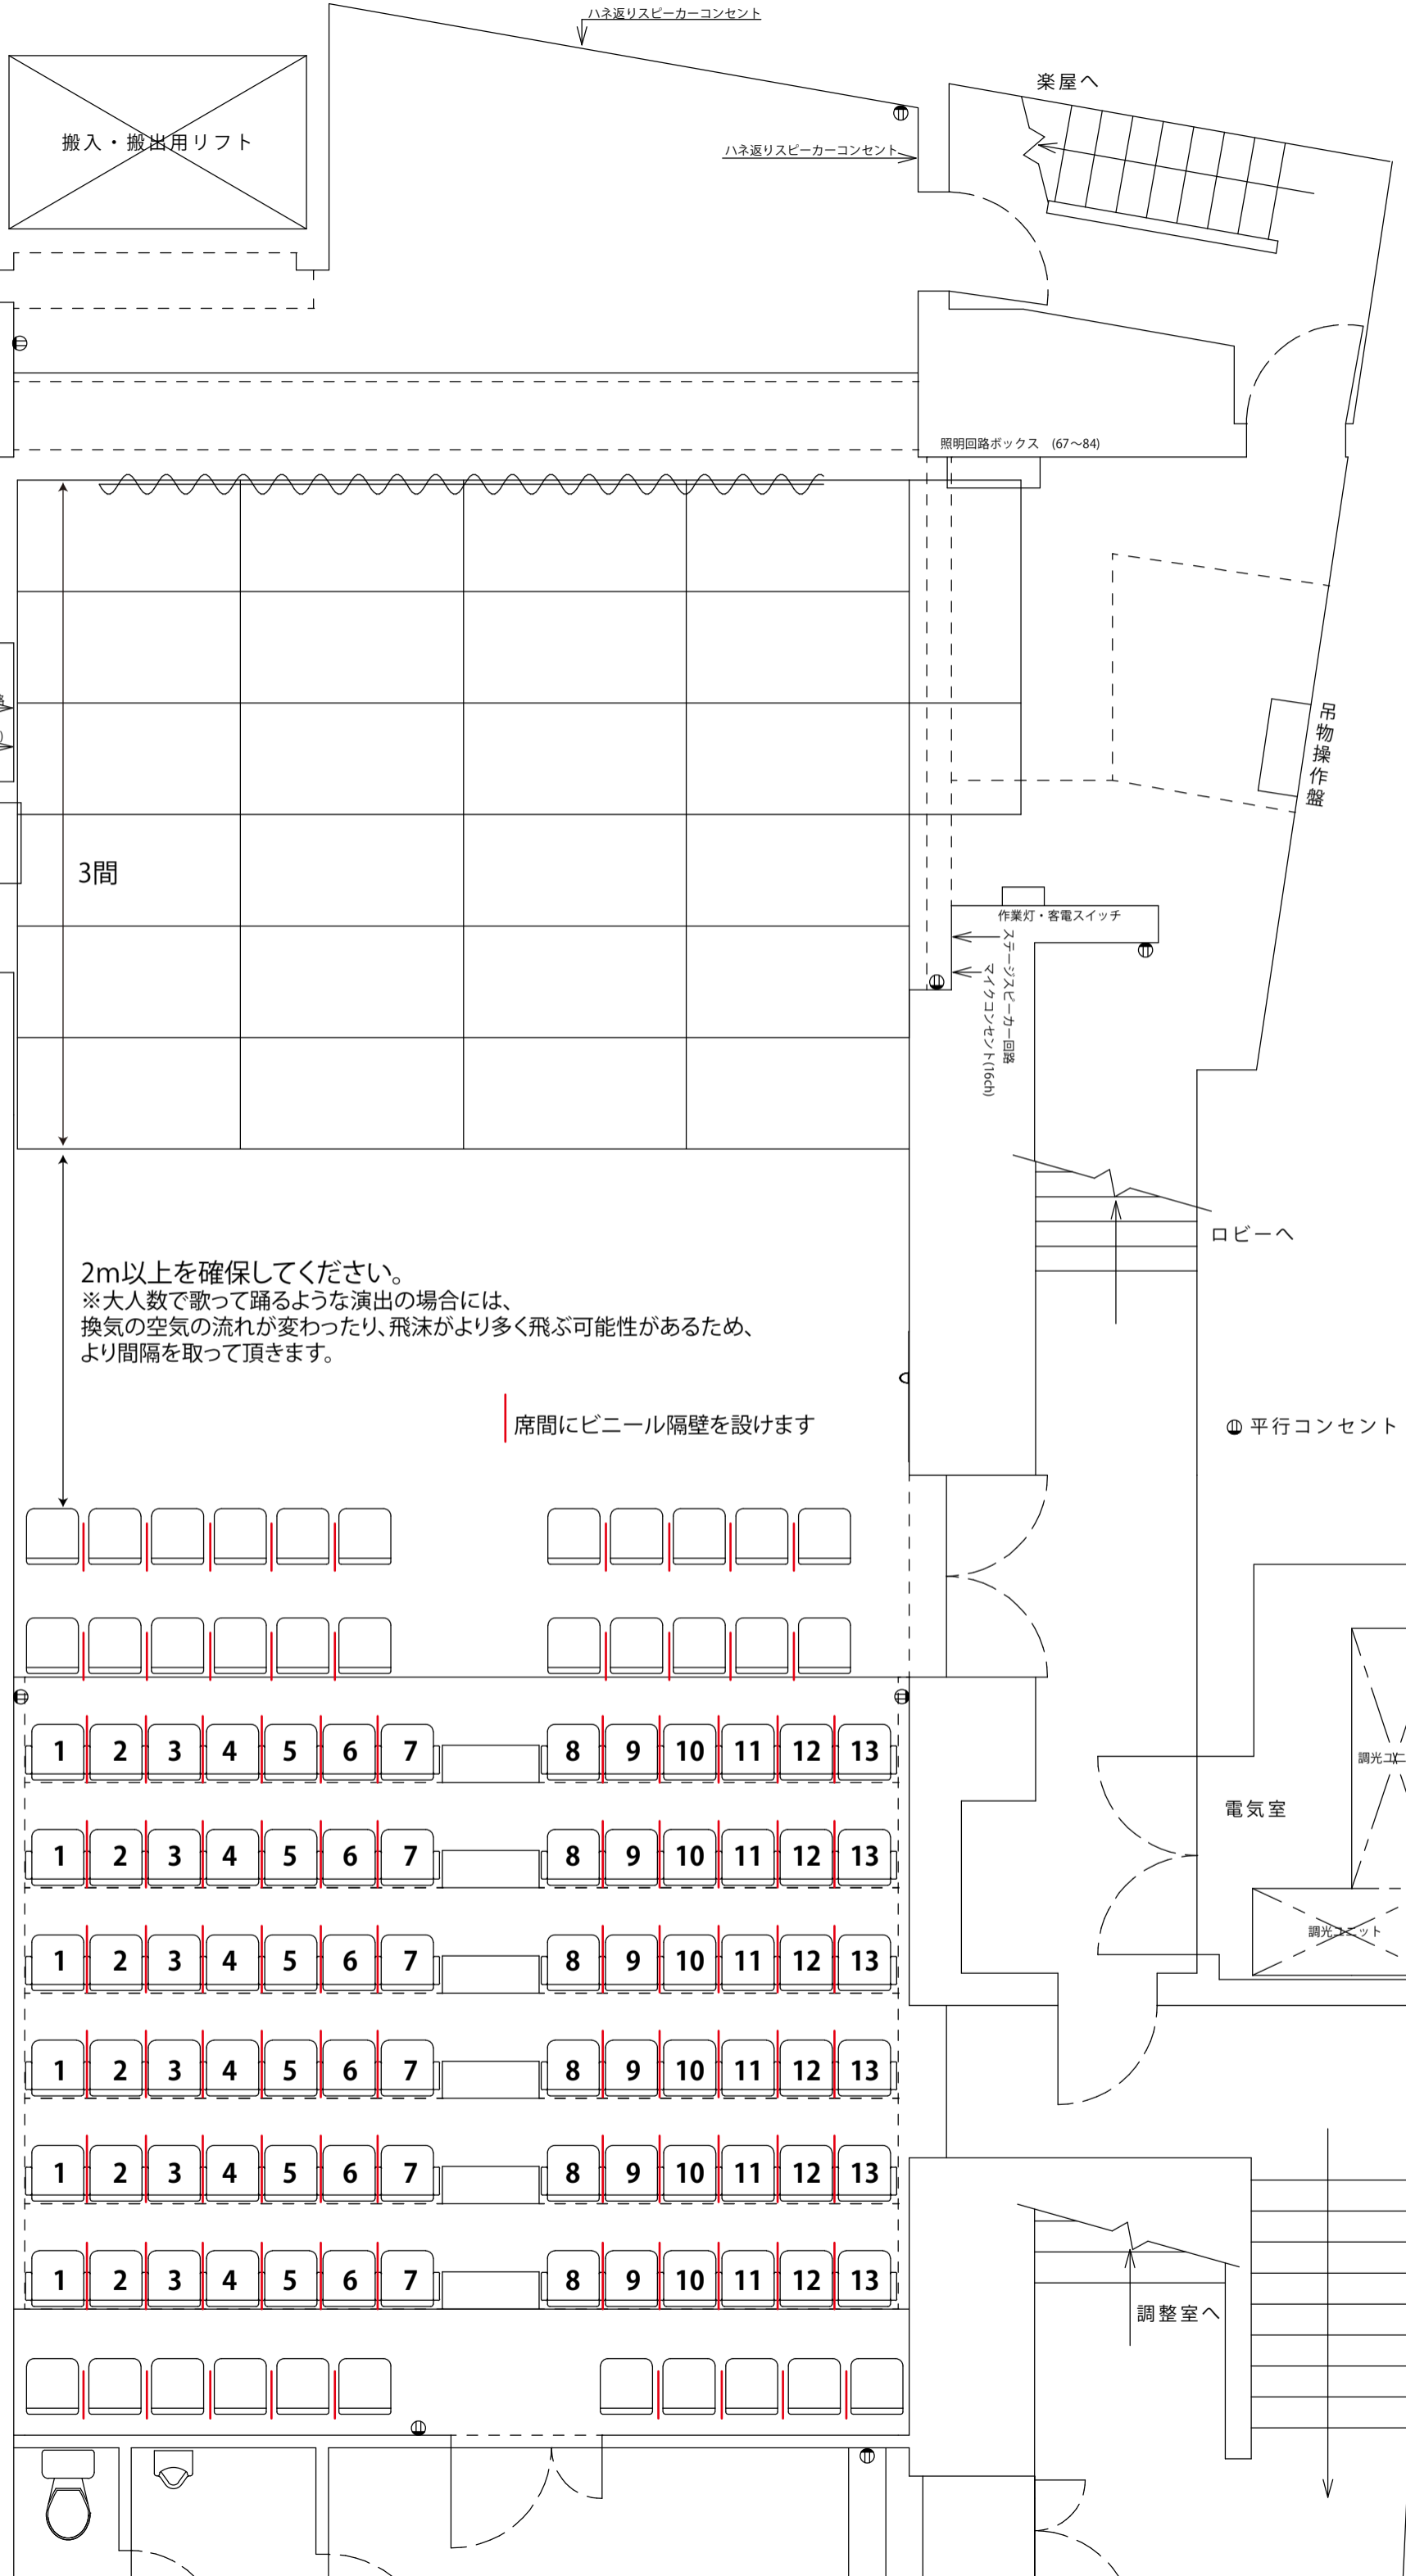 ハネ返りスピーカーコンセント
楽屋へ
搬入・搬出用リフト
ハネ返りスピーカーコンセント
照明回路ボックス (67〜84)
吊物操作盤
3間
作業灯・客電スイッチ
ステージスピーカー回路
マイクコンセント(16ch)
ロビーへ
2m以上を確保してください。
※大人数で歌って踊るような演出の場合には、
換気の空気の流れが変わったり、飛沫がより多く飛ぶ可能性があるため、
より間隔を取って頂きます。
席間にビニール隔壁を設けます
平行コンセント
1 2 3 4 5 6 7 8 9 10 11 12 13
調光ユニ
電気室
1 2 3 4 5 6 7 8 9 10 11 12 13
調光ユニット
1 2 3 4 5 6 7 8 9 10 11 12 13
1 2 3 4 5 6 7 8 9 10 11 12 13
1 2 3 4 5 6 7 8 9 10 11 12 13
1 2 3 4 5 6 7 8 9 10 11 12 13
調整室へ